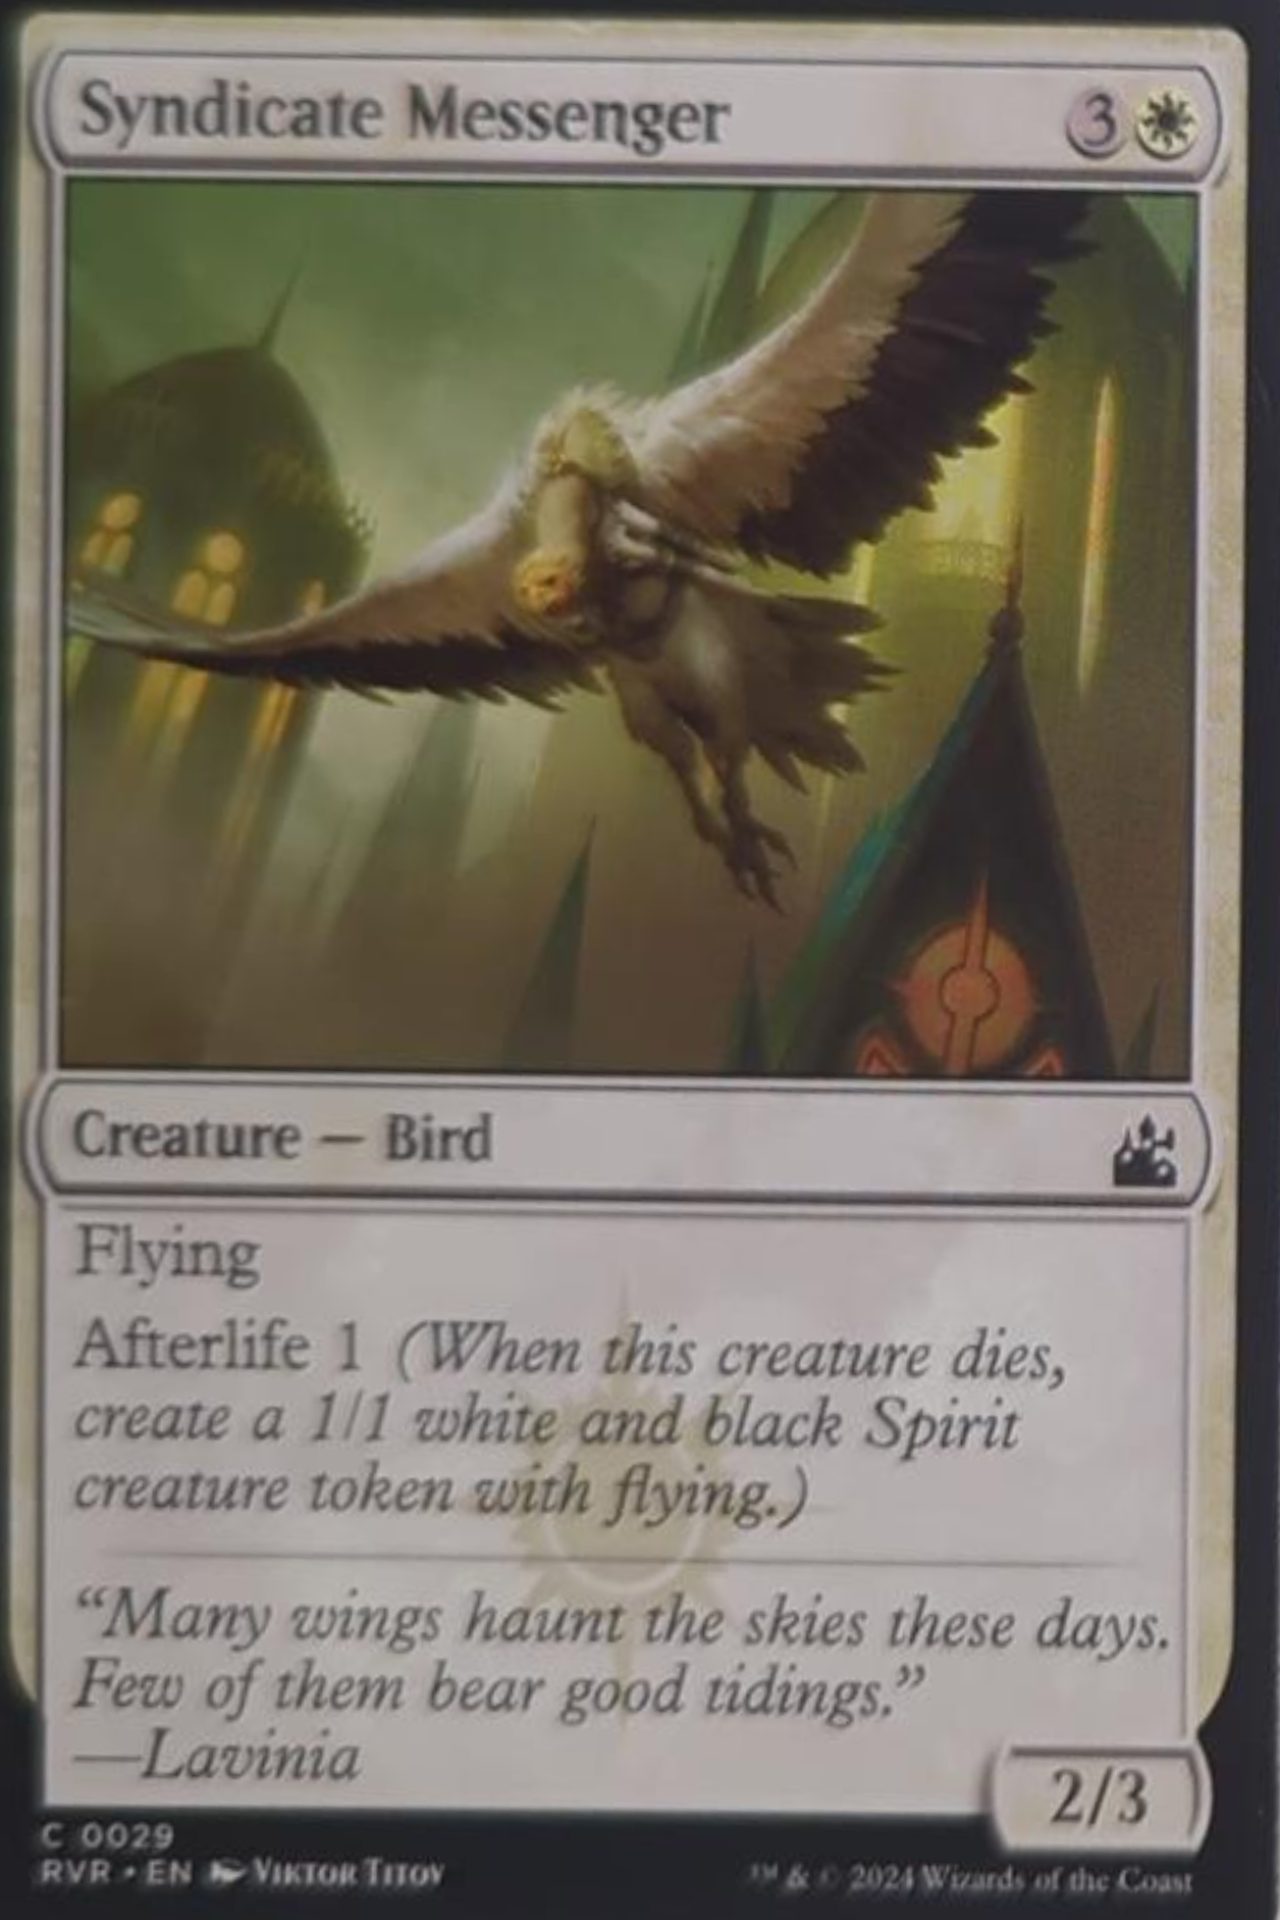 Syndicate Messenger 3
Creature — Bird
Flying
Afterlife 1 (When this creature dies,
create a 1/1 white and black Spirit
creature token with flying.)
“Many wings haunt the skies these days.
Few of them bear good tidings.”
—Lavinia
2/3
C 0029
RVR • EN VIKTOR TITOV
™ & © 2024 Wizards of the Coast